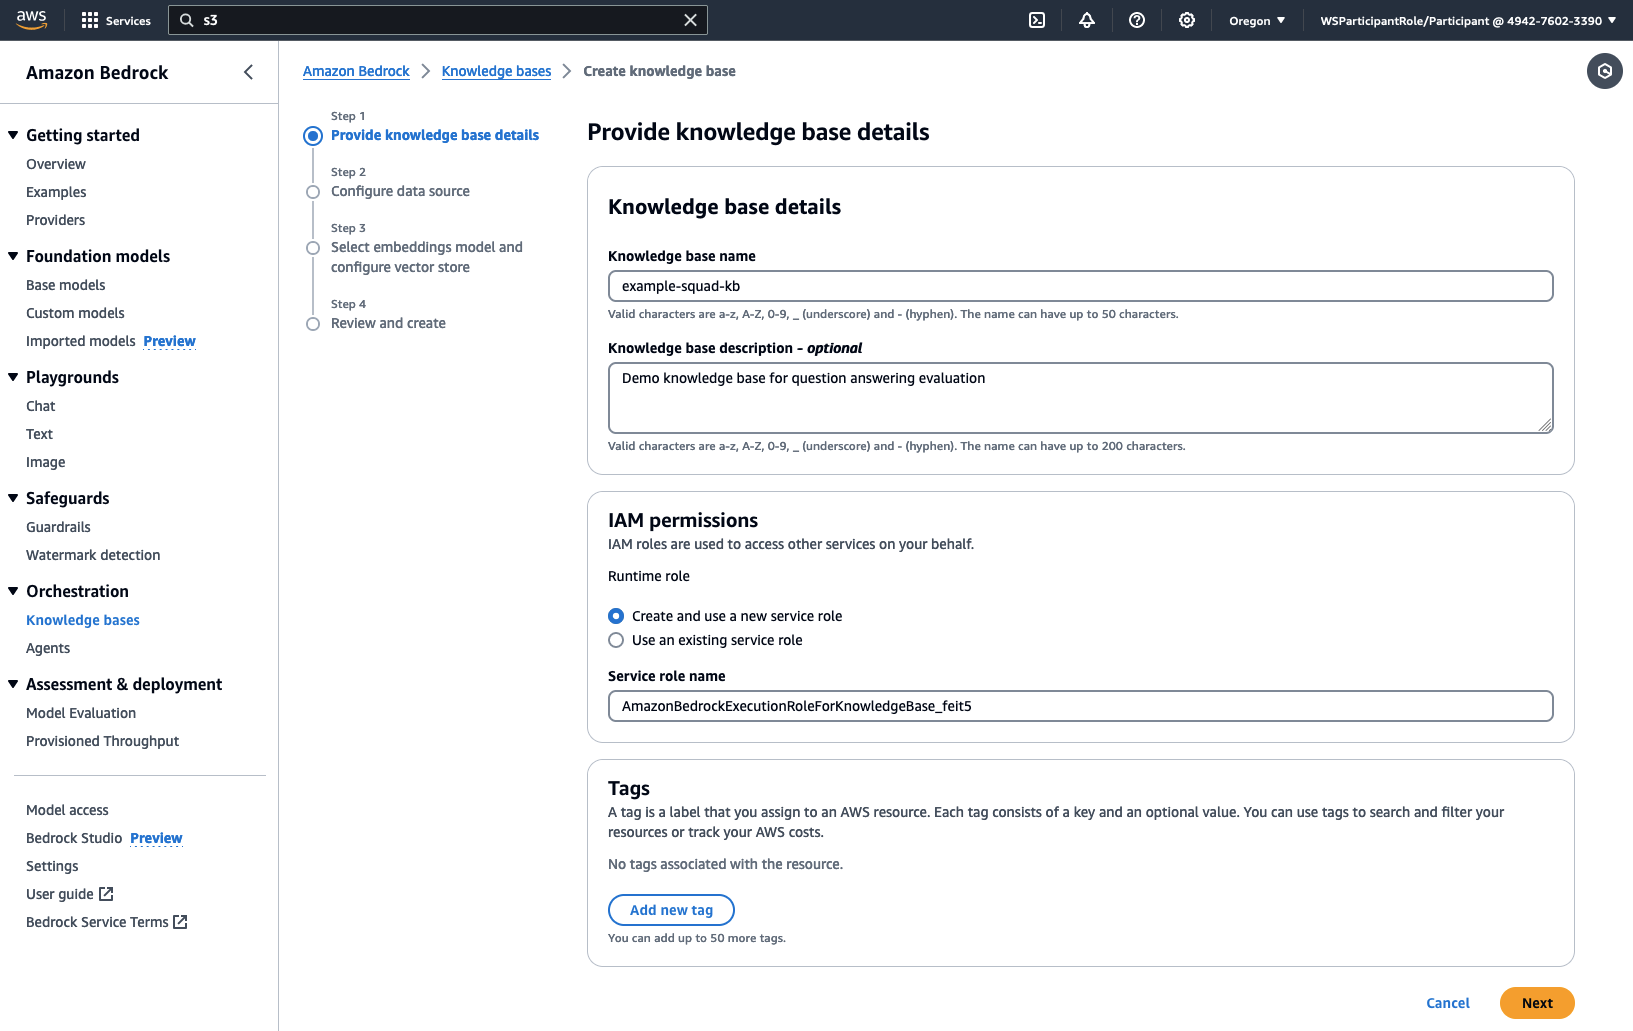 aws
Services
s3
Oregon
WSParticipantRole/Participant @ 4942-7602-3390
Amazon Bedrock
Getting started
Overview
Examples
Providers
Foundation models
Base models
Custom models
Imported models Preview
Playgrounds
Chat
Text
Image
Safeguards
Guardrails
Watermark detection
Orchestration
Knowledge bases
Agents
Assessment & deployment
Model Evaluation
Provisioned Throughput
Model access
Bedrock Studio Preview
Settings
User guide
Bedrock Service Terms
Amazon Bedrock
Knowledge bases
Create knowledge base
Step 1
Provide knowledge base details
Step 2
Configure data source
Step 3
Select embeddings model and
configure vector store
Step 4
Review and create
Provide knowledge base details
Knowledge base details
Knowledge base name
example-squad-kb
Valid characters are a-z, A-Z, 0-9, _ (underscore) and - (hyphen). The name can have up to 50 characters.
Knowledge base description - optional
Demo knowledge base for question answering evaluation
Valid characters are a-z, A-Z, 0-9, _ (underscore) and - (hyphen). The name can have up to 200 characters.
IAM permissions
IAM roles are used to access other services on your behalf.
Runtime role
Create and use a new service role
Use an existing service role
Service role name
AmazonBedrockExecutionRoleForKnowledgeBase_feit5
Tags
A tag is a label that you assign to an AWS resource. Each tag consists of a key and an optional value. You can use tags to search and filter your
resources or track your AWS costs.
No tags associated with the resource.
Add new tag
You can add up to 50 more tags.
Cancel
Next